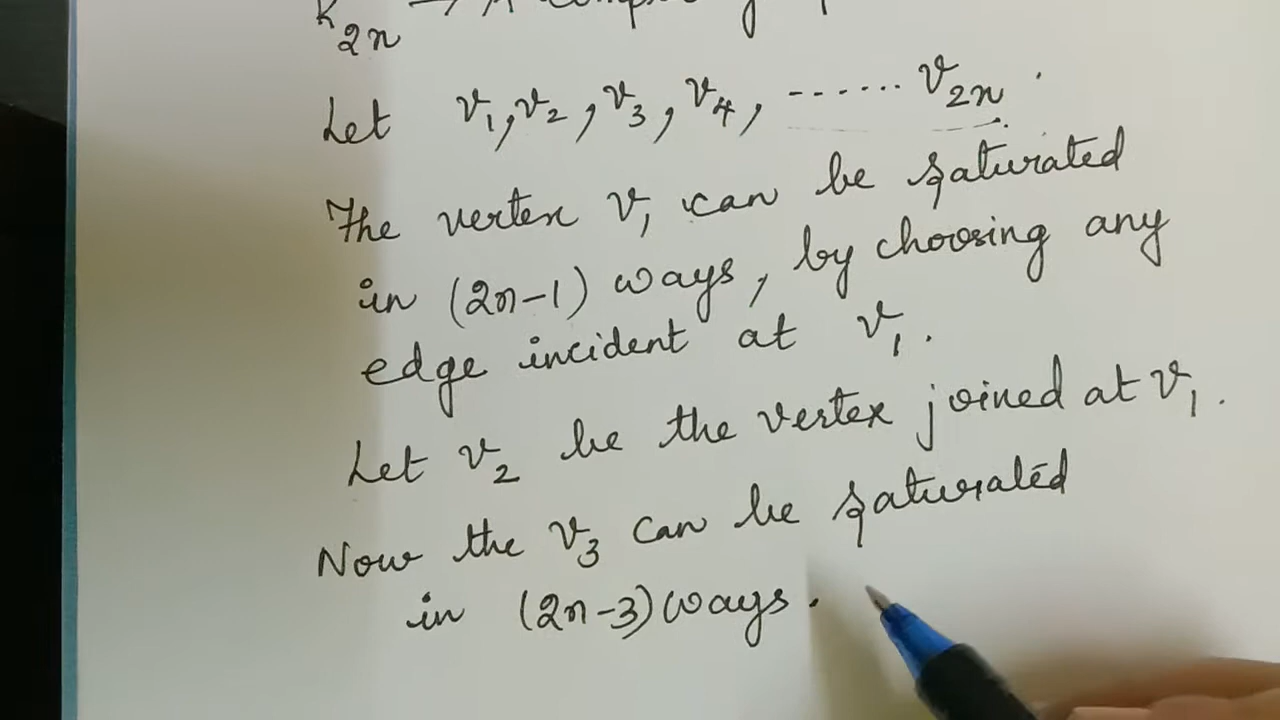 K2n → A
Let v1, v2, v3, v4, ------ v2n.
The vertex v1 can be saturated
in (2n-1) ways, by choosing any
edge incident at v1.
Let v2 be the vertex joined at v1.
Now the v3 can be saturated
in (2n-3) ways.